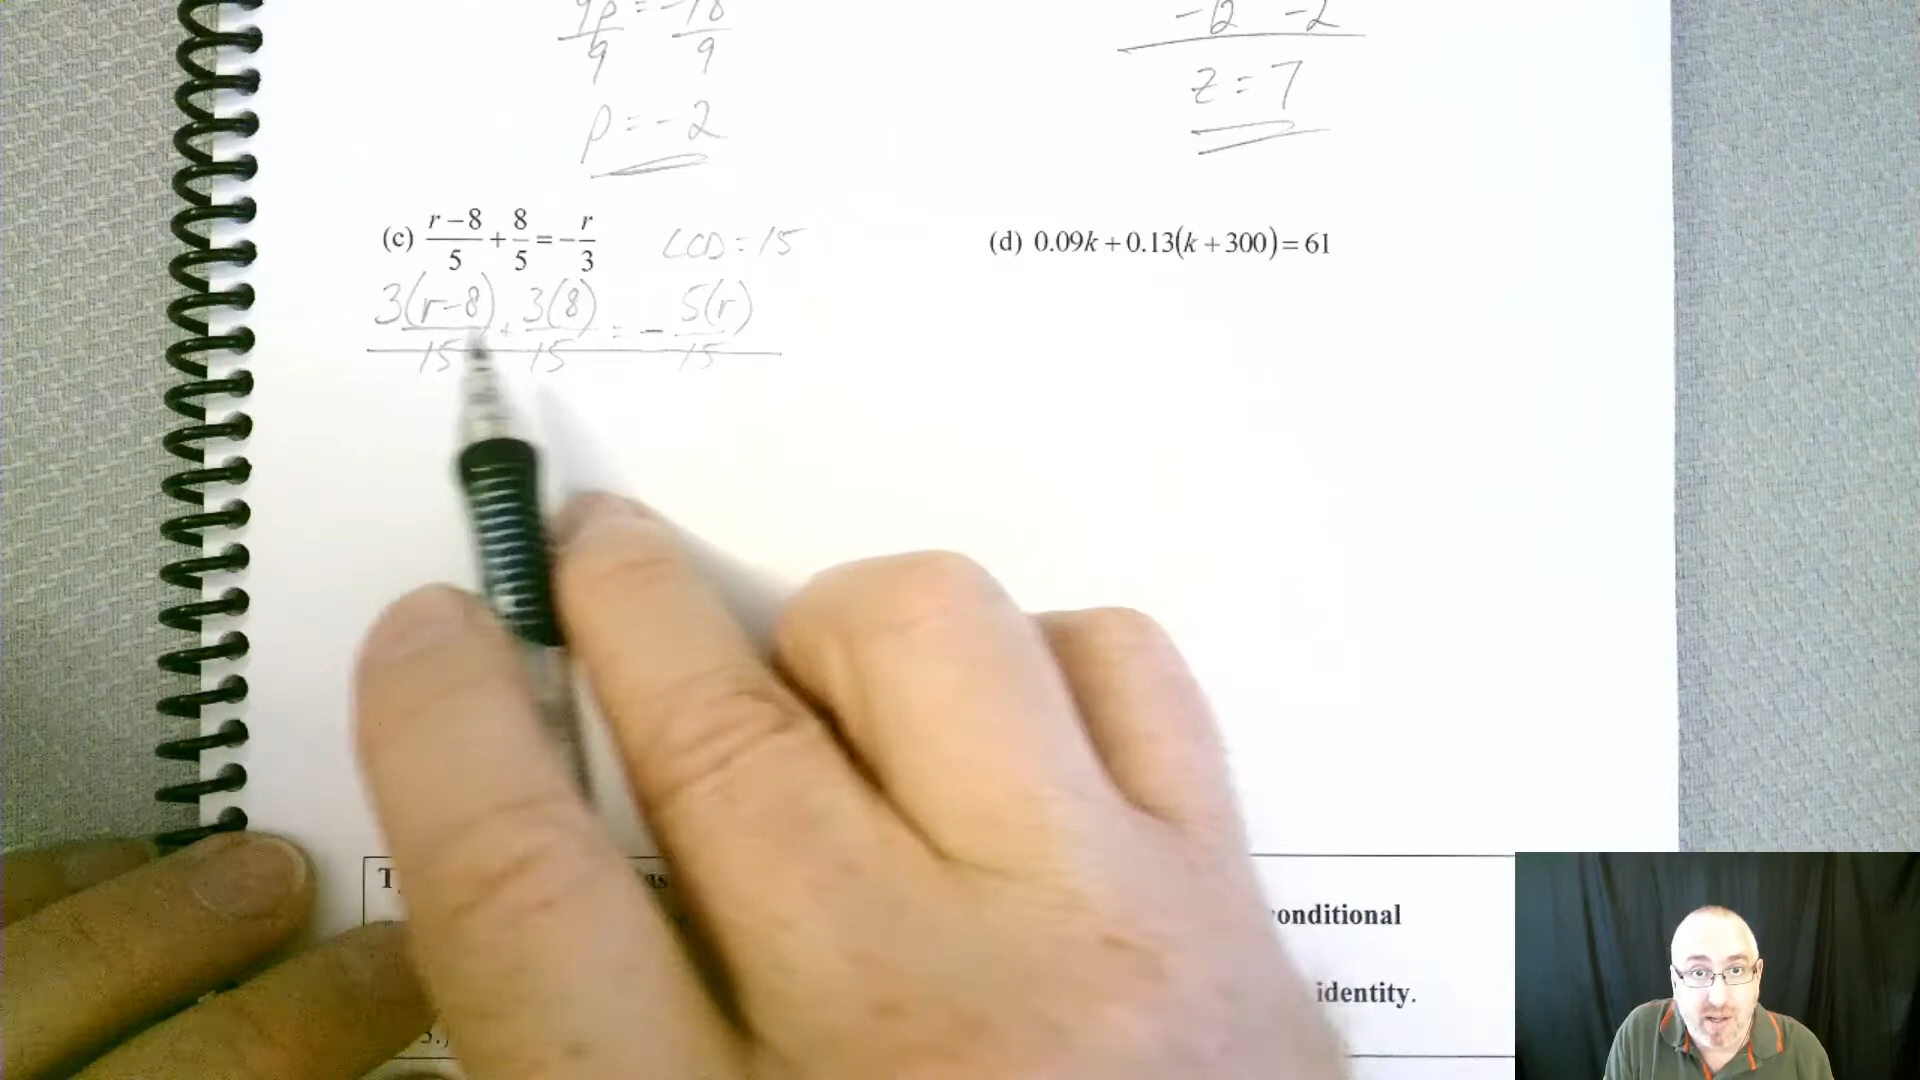 9p = -18 -12 -2
9 9 z = 7
p = -2
(c) r-8/5 + 8/5 = -r/3 LCD = 15 (d) 0.09k + 0.13(k + 300) = 61
3(r-8)/15 + 3(8)/15 = - 5(r)/15
onditional
identity.